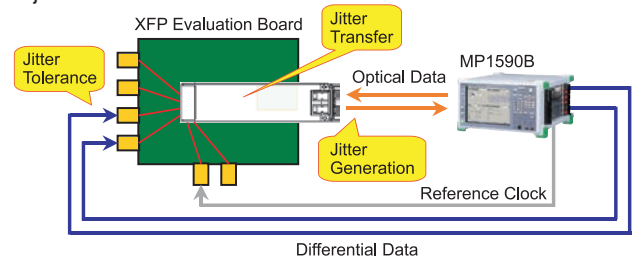 XFP Evaluation Board
Jitter
Transfer
Jitter
Tolerance
Optical Data
MP1590B
Jitter
Generation
Reference Clock
Differential Data